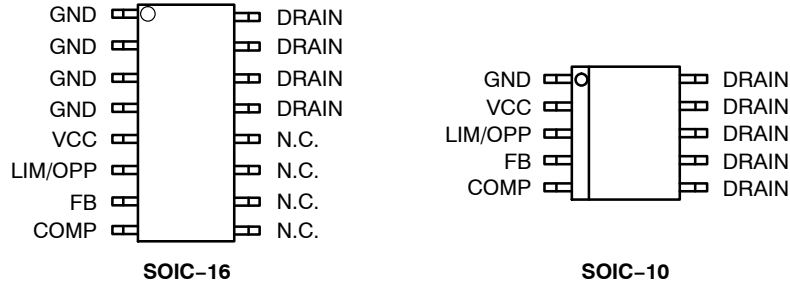 GND DRAIN
GND DRAIN
GND DRAIN
GND DRAIN
VCC N.C.
LIM/OPP N.C.
FB N.C.
COMP N.C.
SOIC−16
GND DRAIN
VCC DRAIN
LIM/OPP DRAIN
FB DRAIN
COMP DRAIN
SOIC−10